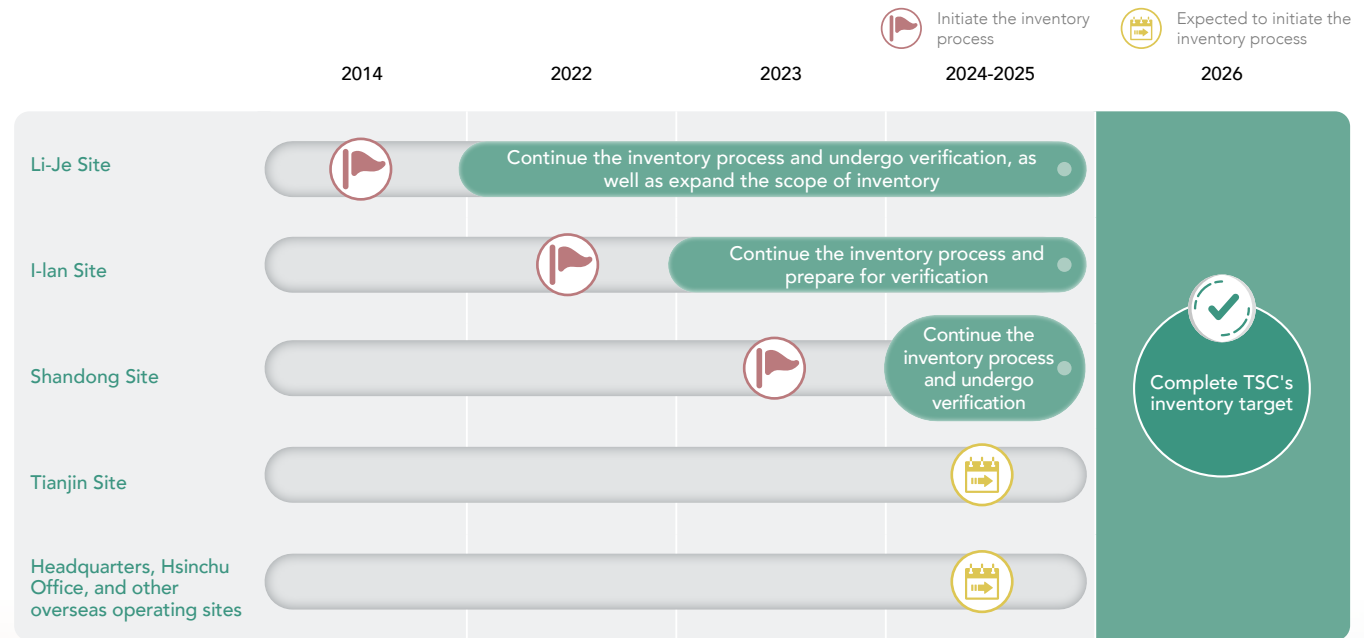 Initiate the inventory
process
Expected to initiate the
inventory process
2014
2022
2023
2024-2025
2026
Li-Je Site
Continue the inventory process and undergo verification, as
well as expand the scope of inventory
I-lan Site
Continue the inventory process and
prepare for verification
Shandong Site
Continue the
inventory process
and undergo
verification
Complete TSC's
inventory target
Tianjin Site
Headquarters, Hsinchu
Office, and other
overseas operating sites